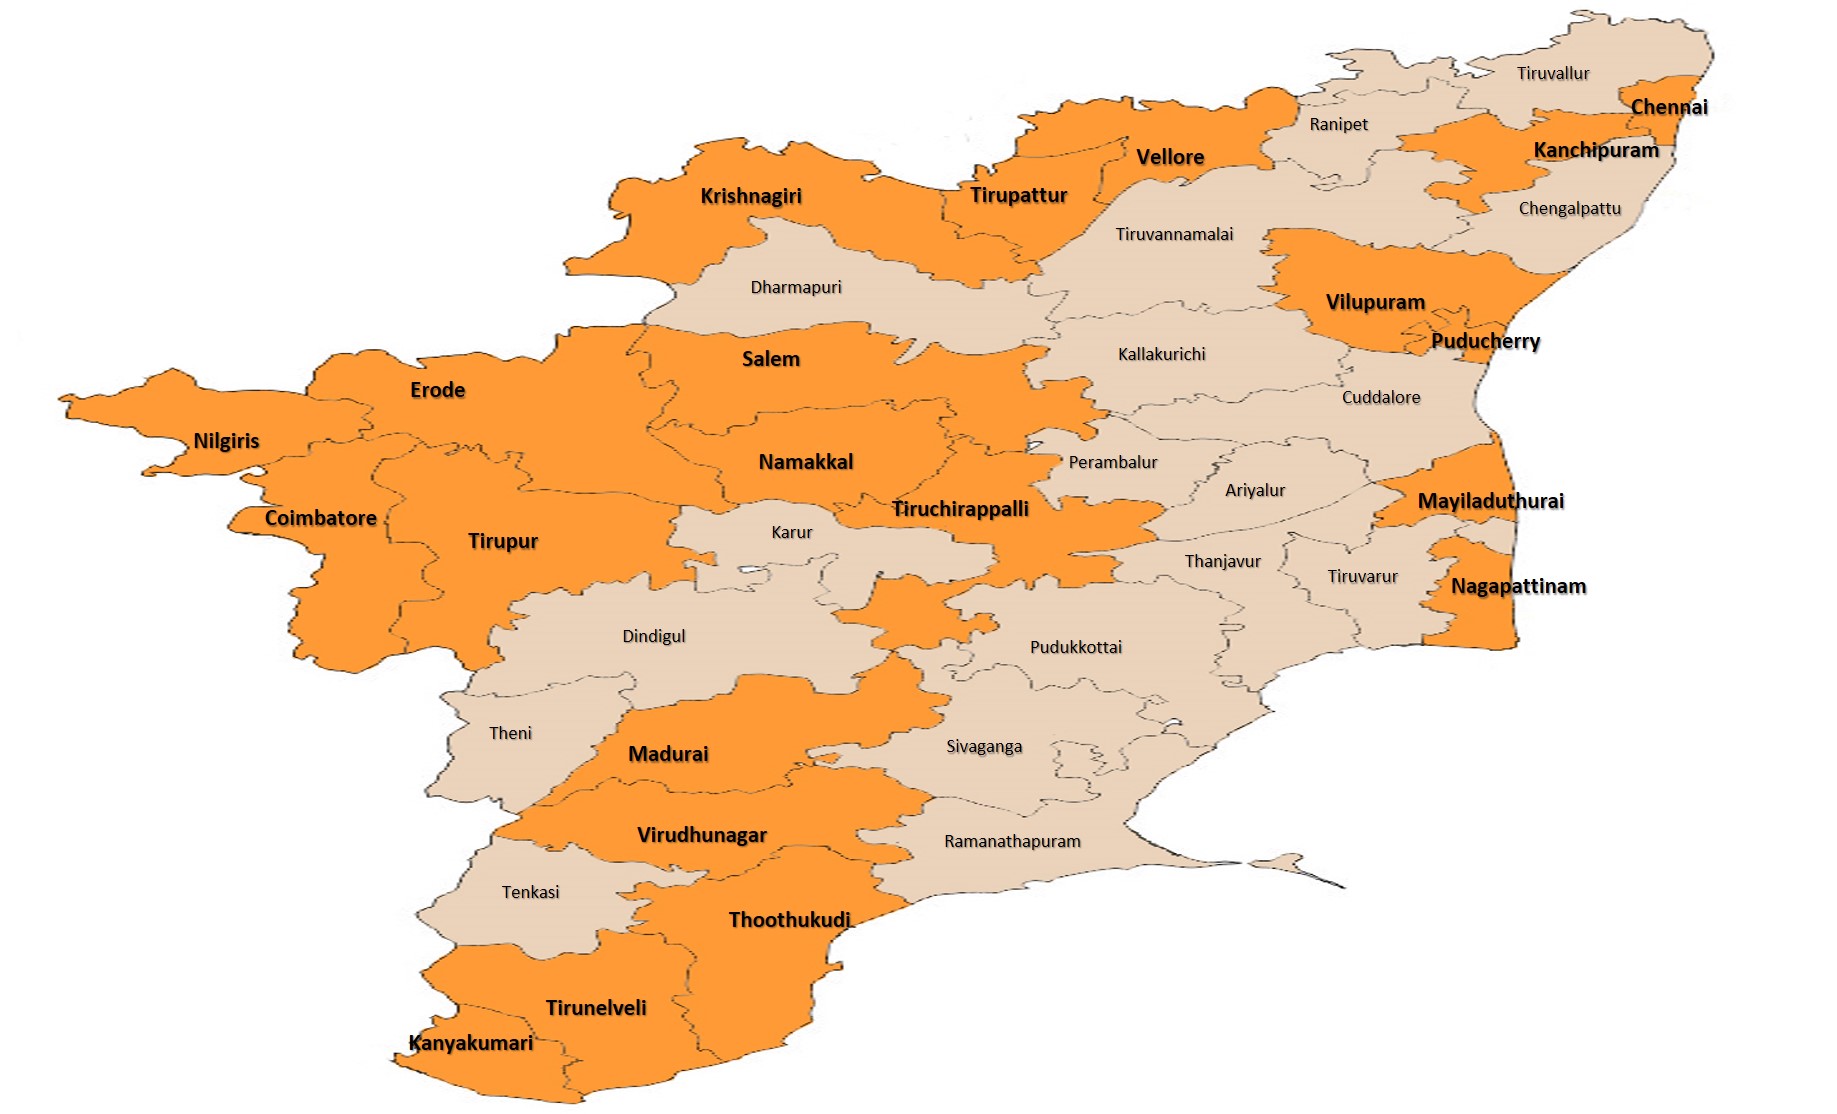 Tiruvallur
Chennai
Ranipet
Kanchipuram
Vellore
Krishnagiri
Tirupattur
Chengalpattu
Tiruvannamalai
Dharmapuri
Vilupuram
Puducherry
Salem
Kallakurichi
Erode
Cuddalore
Nilgiris
Namakkal
Perambalur
Ariyalur
Mayiladuthurai
Tiruchirappalli
Coimbatore
Karur
Tirupur
Thanjavur
Tiruvarur
Nagapattinam
Dindigul
Pudukkottai
Theni
Sivaganga
Madurai
Virudhunagar
Ramanathapuram
Tenkasi
Thoothukudi
Tirunelveli
Kanyakumari